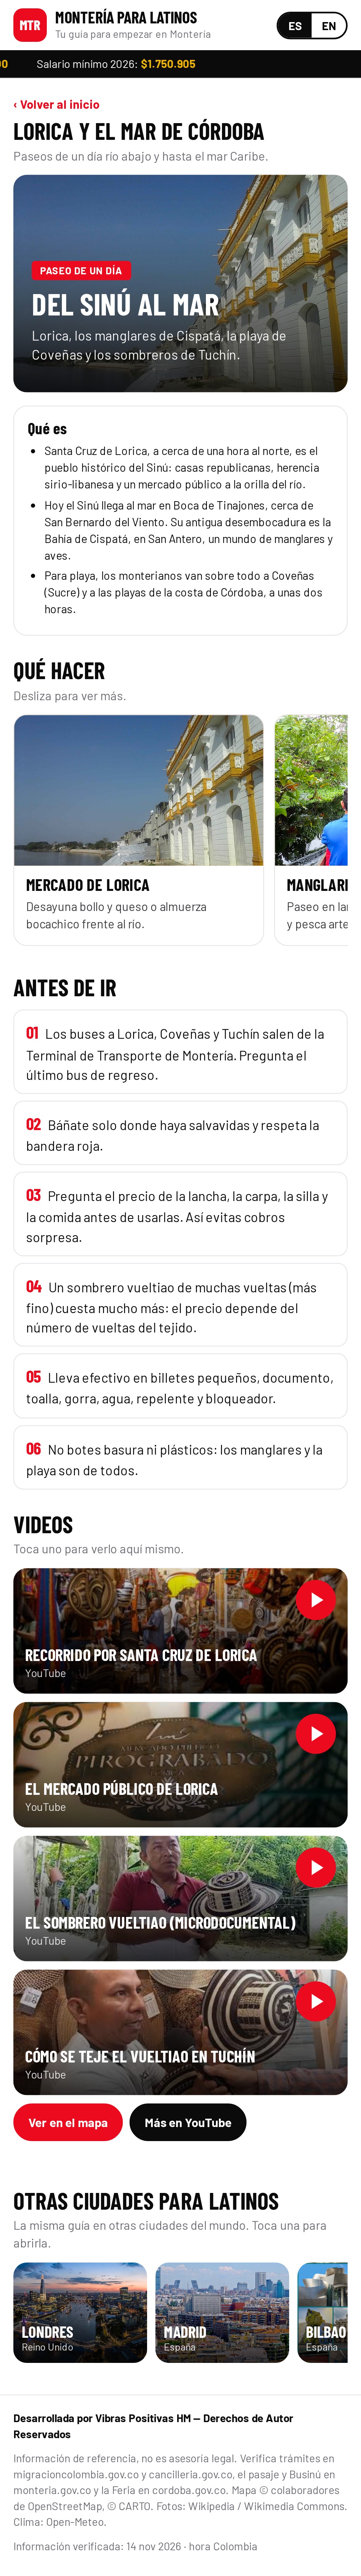 MTR
MONTERÍA PARA LATINOS
Tu guía para empezar en Montería
ES
EN
00
Salario mínimo 2026: $1.750.905
‹ Volver al inicio
LORICA Y EL MAR DE CÓRDOBA
Paseos de un día río abajo y hasta el mar Caribe.
PASEO DE UN DÍA
DEL SINÚ AL MAR
Lorica, los manglares de Cispatá, la playa de
Coveñas y los sombreros de Tuchín.
Qué es
• Santa Cruz de Lorica, a cerca de una hora al norte, es el
pueblo histórico del Sinú: casas republicanas, herencia
sirio-libanesa y un mercado público a la orilla del río.
• Hoy el Sinú llega al mar en Boca de Tinajones, cerca de
San Bernardo del Viento. Su antigua desembocadura es la
Bahía de Cispatá, en San Antero, un mundo de manglares y
aves.
• Para playa, los monterianos van sobre todo a Coveñas
(Sucre) y a las playas de la costa de Córdoba, a unas dos
horas.
QUÉ HACER
Desliza para ver más.
MERCADO DE LORICA
Desayuna bollo y queso o almuerza
bocachico frente al río.
MANGLARI
Paseo en lan
y pesca arte
ANTES DE IR
01 Los buses a Lorica, Coveñas y Tuchín salen de la
Terminal de Transporte de Montería. Pregunta el
último bus de regreso.
02 Báñate solo donde haya salvavidas y respeta la
bandera roja.
03 Pregunta el precio de la lancha, la carpa, la silla y
la comida antes de usarlas. Así evitas cobros
sorpresa.
04 Un sombrero vueltiao de muchas vueltas (más
fino) cuesta mucho más: el precio depende del
número de vueltas del tejido.
05 Lleva efectivo en billetes pequeños, documento,
toalla, gorra, agua, repelente y bloqueador.
06 No botes basura ni plásticos: los manglares y la
playa son de todos.
VIDEOS
Toca uno para verlo aquí mismo.
RECORRIDO POR SANTA CRUZ DE LORICA
YouTube
PIROGRABADO
EL MERCADO PÚBLICO DE LORICA
YouTube
EL SOMBRERO VUELTIAO (MICRODOCUMENTAL)
YouTube
CÓMO SE TEJE EL VUELTIAO EN TUCHÍN
YouTube
Ver en el mapa
Más en YouTube
OTRAS CIUDADES PARA LATINOS
La misma guía en otras ciudades del mundo. Toca una para
abrirla.
LONDRES
Reino Unido
MADRID
España
BILBAO
España
Desarrollada por Vibras Positivas HM — Derechos de Autor
Reservados
Información de referencia, no es asesoría legal. Verifica trámites en
migracioncolombia.gov.co y cancilleria.gov.co, el pasaje y Businú en
monteria.gov.co y la Feria en cordoba.gov.co. Mapa © colaboradores
de OpenStreetMap, © CARTO. Fotos: Wikipedia / Wikimedia Commons.
Clima: Open-Meteo.
Información verificada: 14 nov 2026 · hora Colombia